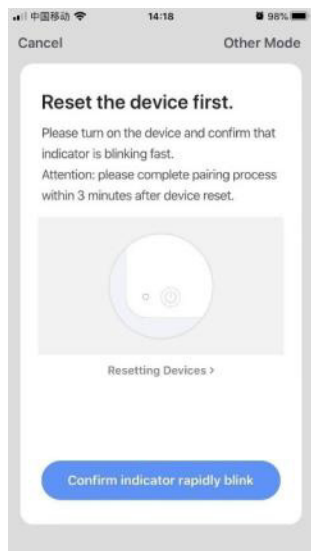 中国移动 14:18 98%
Cancel Other Mode
Reset the device first.
Please turn on the device and confirm that
indicator is blinking fast.
Attention: please complete pairing process
within 3 minutes after device reset.
Resetting Devices >
Confirm indicator rapidly blink